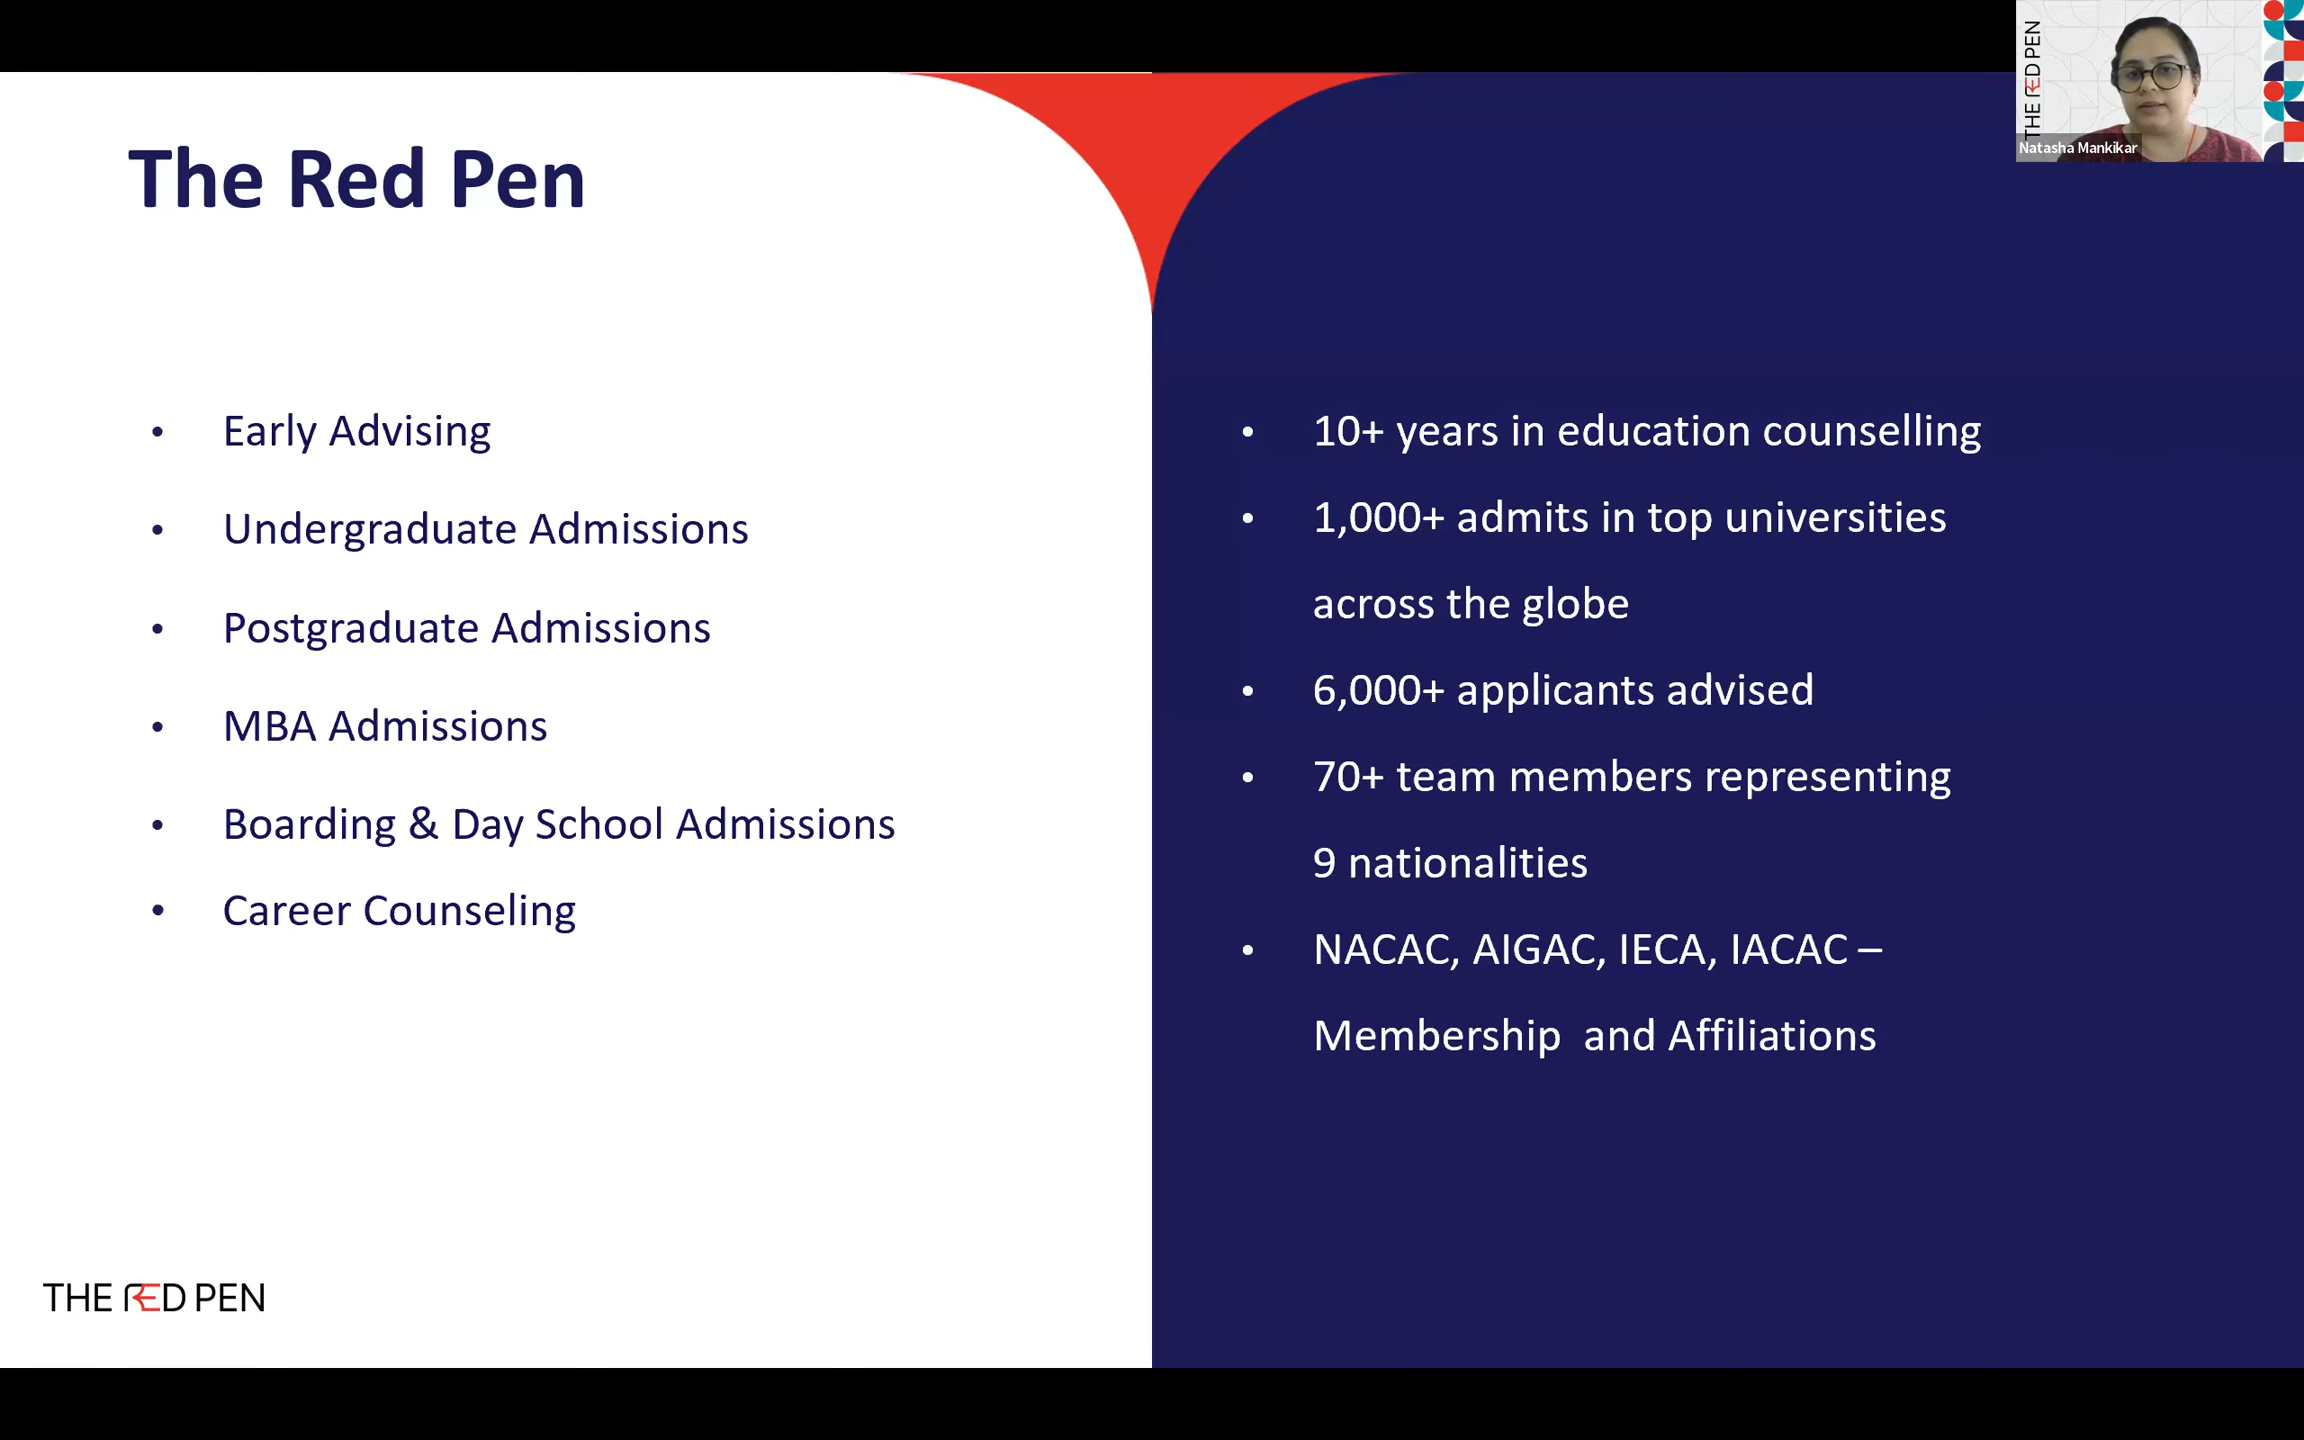 THE RED PEN
Natasha Mankikar
The Red Pen
• Early Advising
• Undergraduate Admissions
• Postgraduate Admissions
• MBA Admissions
• Boarding & Day School Admissions
• Career Counseling
• 10+ years in education counselling
• 1,000+ admits in top universities
across the globe
• 6,000+ applicants advised
• 70+ team members representing
9 nationalities
• NACAC, AIGAC, IECA, IACAC –
Membership  and Affiliations
THE RED PEN